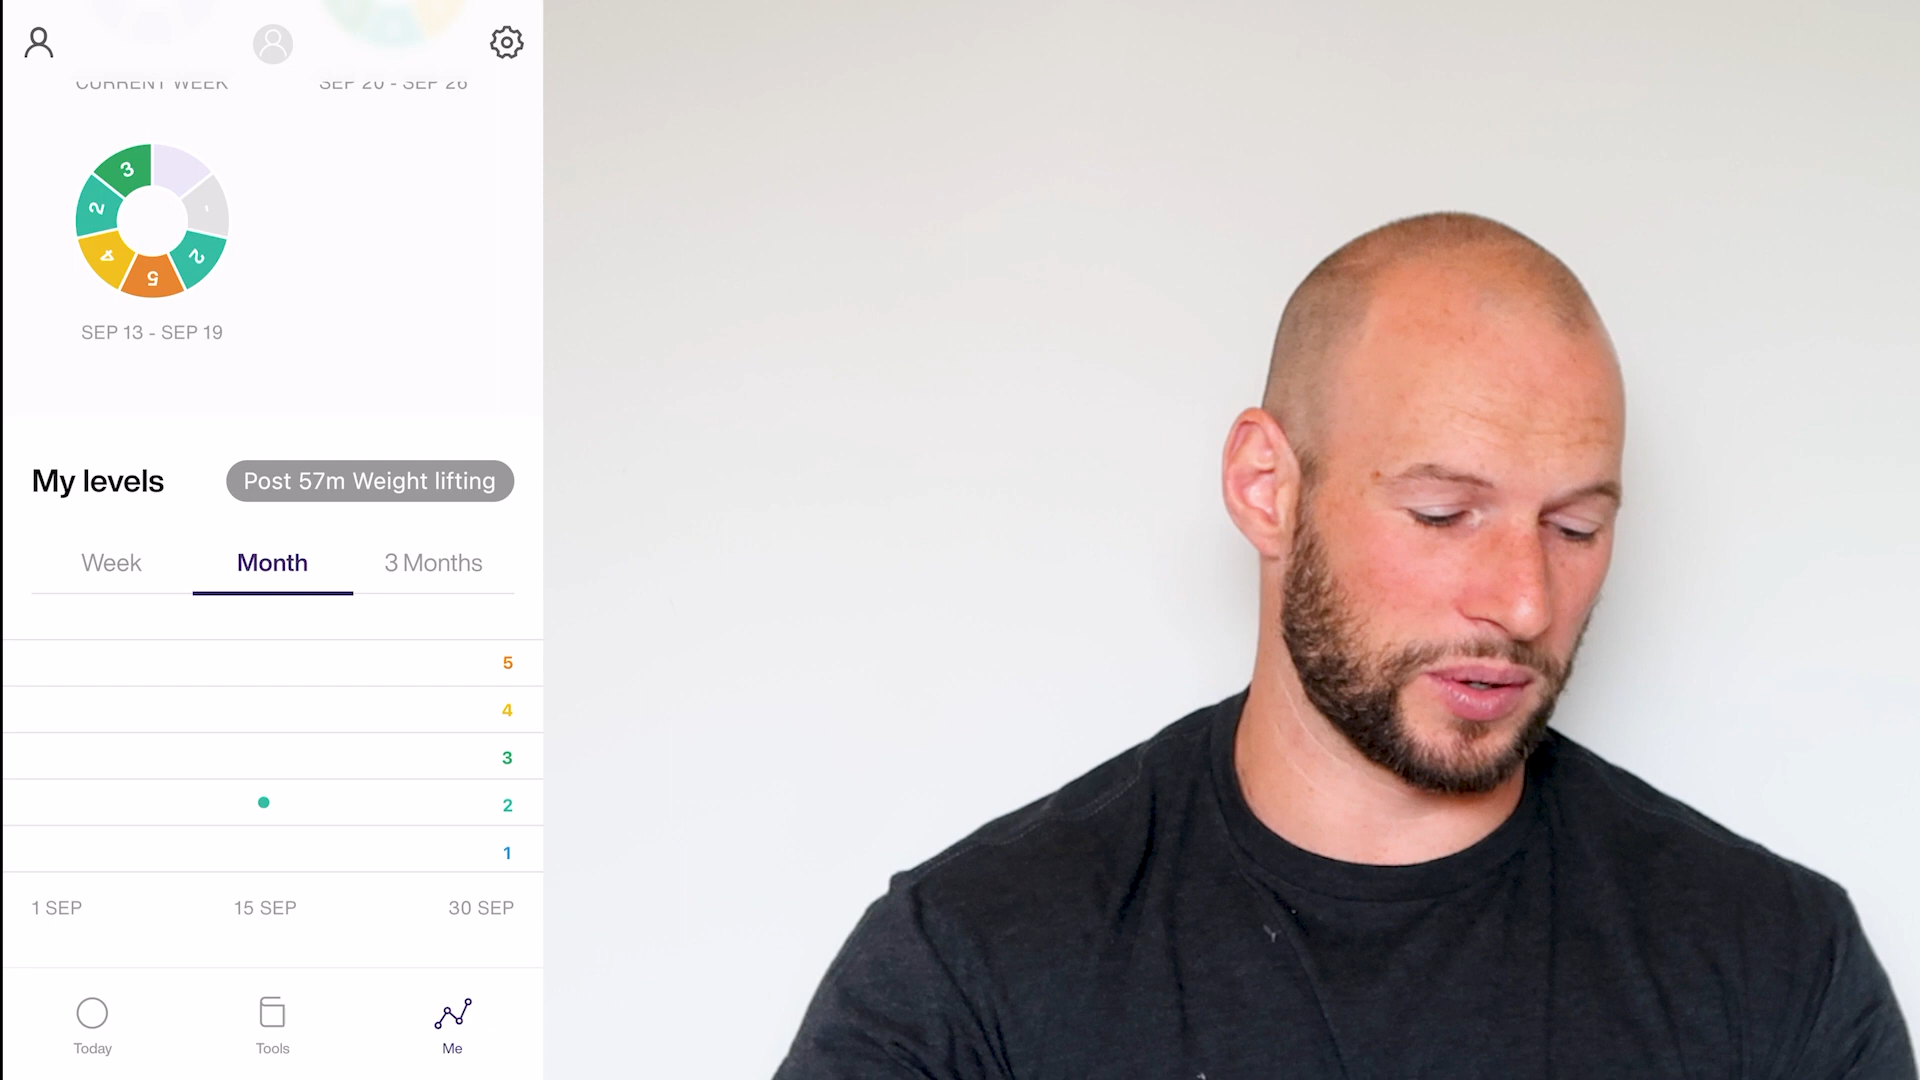 CURRENT WEEK
SEP 20 - SEP 26
3
2
-
4
2
5
SEP 13 - SEP 19
My levels
Post 57m Weight lifting
Week
Month
3 Months
5
4
3
2
1
1 SEP
15 SEP
30 SEP
Today
Tools
Me